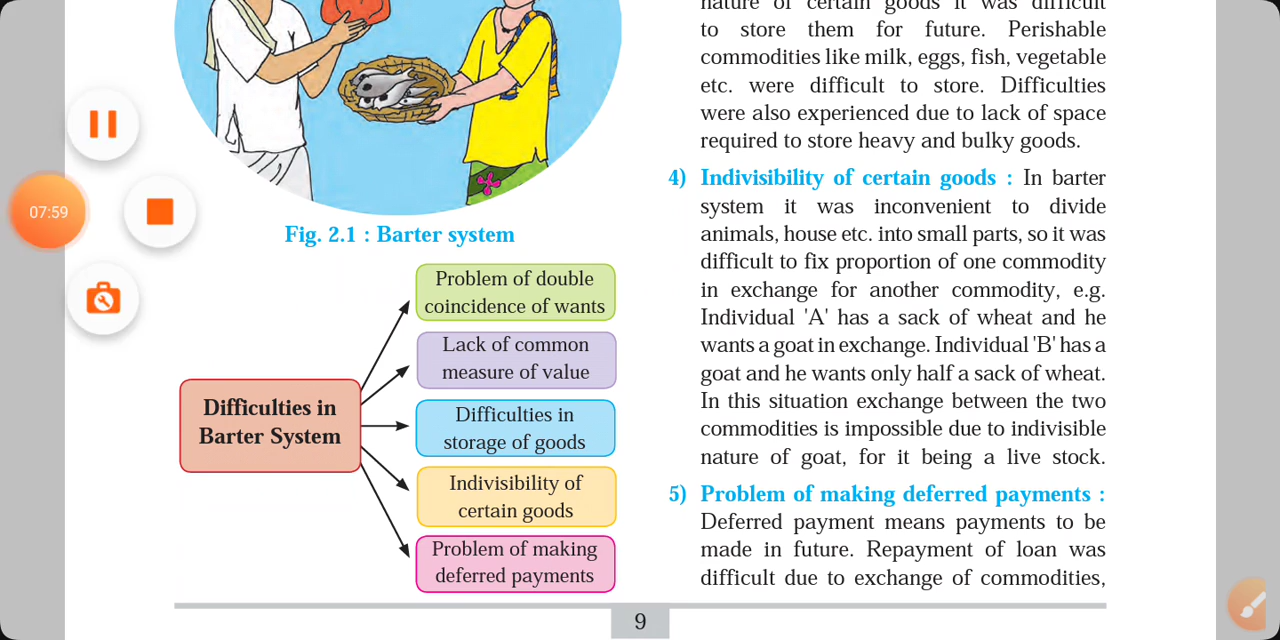 07:59
Fig. 2.1 : Barter system
Difficulties in
Barter System
Problem of double
coincidence of wants
Lack of common
measure of value
Difficulties in
storage of goods
Indivisibility of
certain goods
Problem of making
deferred payments
nature of certain goods it was difficult
to store them for future. Perishable
commodities like milk, eggs, fish, vegetable
etc. were difficult to store. Difficulties
were also experienced due to lack of space
required to store heavy and bulky goods.
4) Indivisibility of certain goods : In barter
system it was inconvenient to divide
animals, house etc. into small parts, so it was
difficult to fix proportion of one commodity
in exchange for another commodity, e.g.
Individual 'A' has a sack of wheat and he
wants a goat in exchange. Individual 'B' has a
goat and he wants only half a sack of wheat.
In this situation exchange between the two
commodities is impossible due to indivisible
nature of goat, for it being a live stock.
5) Problem of making deferred payments :
Deferred payment means payments to be
made in future. Repayment of loan was
difficult due to exchange of commodities,
9